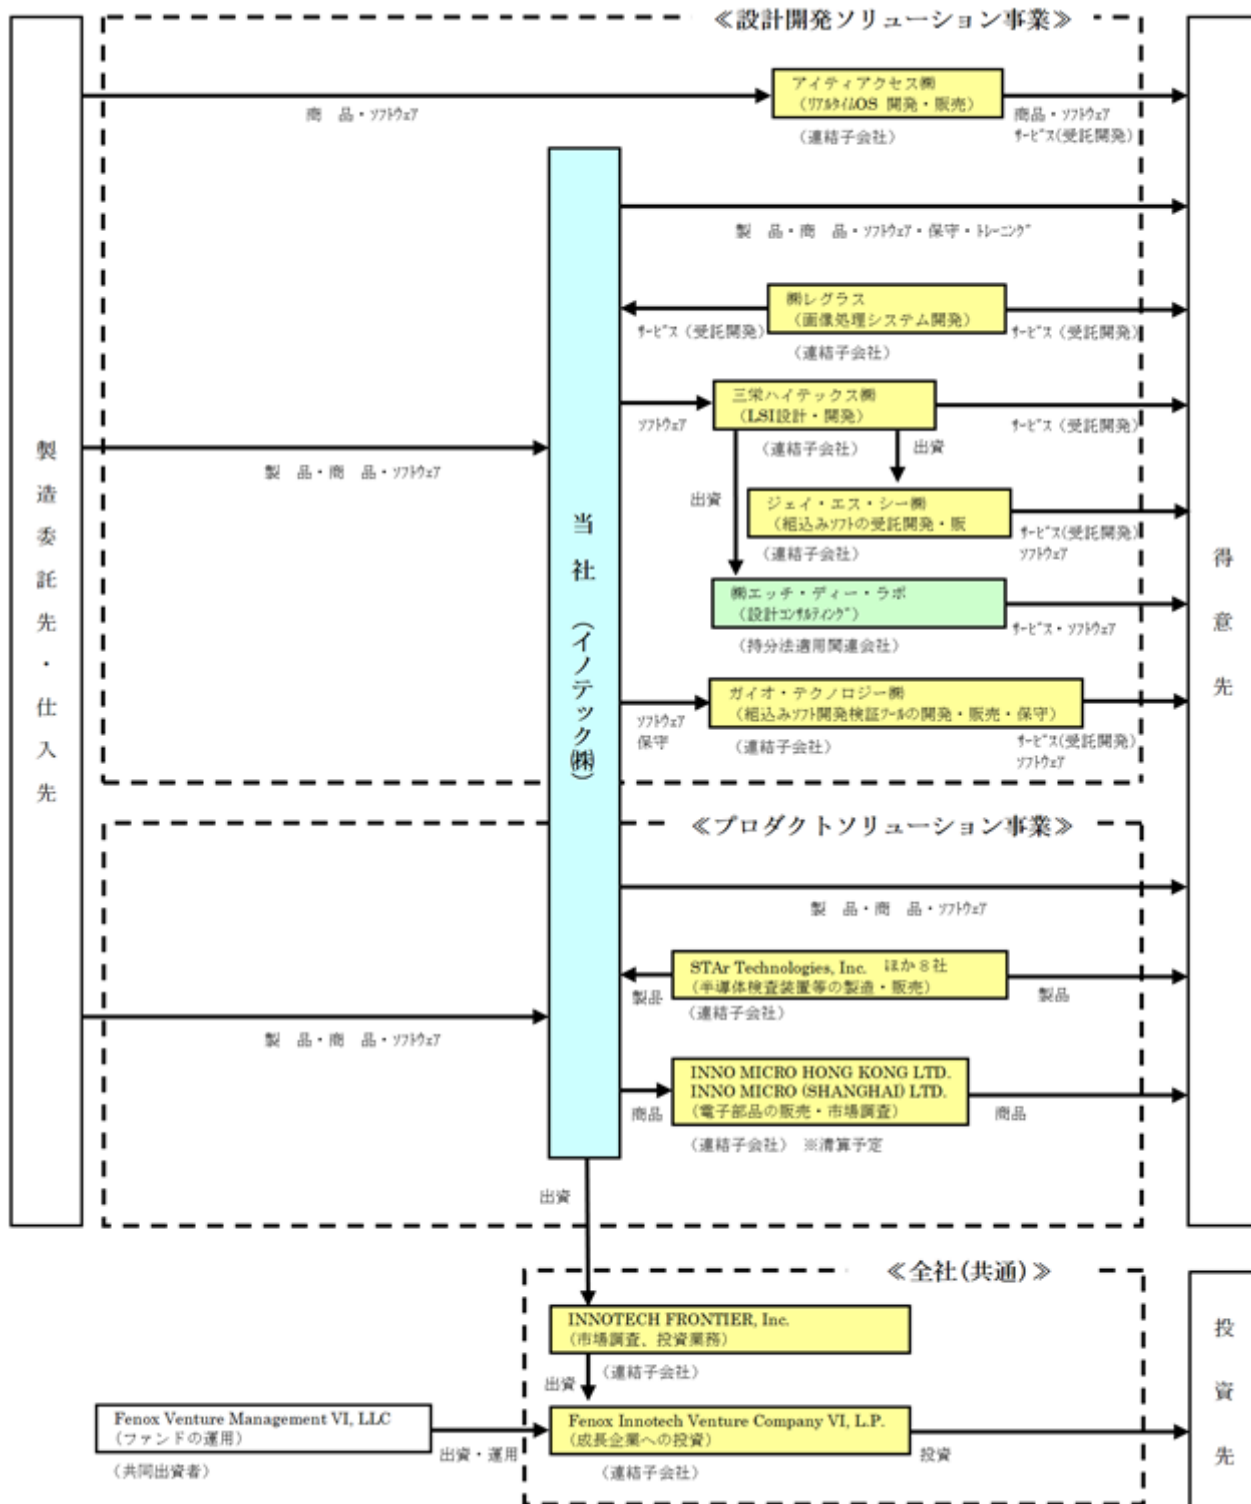 ≪設計開発ソリューション事業≫
アイティアクセス㈱
（ﾘｱﾙﾀｲﾑOS 開発・販売）
（連結子会社）
商　品・ｿﾌﾄｳｪｱ
商品・ｿﾌﾄｳｪｱ
ｻｰﾋﾞｽ(受託開発)
製　品・商　品・ｿﾌﾄｳｪｱ・保守・ﾄﾚｰﾆﾝｸﾞ
㈱レグラス
（画像処理システム開発）
（連結子会社）
ｻｰﾋﾞｽ（受託開発）
ｻｰﾋﾞｽ（受託開発）
三栄ハイテックス㈱
（LSI設計・開発）
（連結子会社）
ｿﾌﾄｳｪｱ
ｻｰﾋﾞｽ（受託開発）
出資
出資
製造委託先・仕入先
製　品・商　品・ｿﾌﾄｳｪｱ
当社（イノテック㈱）
得意先
ジェイ・エス・シー㈱
（組込みｿﾌﾄの受託開発・販
（連結子会社）
ｻｰﾋﾞｽ(受託開発)
ｿﾌﾄｳｪｱ
㈱エッチ・ディー・ラボ
（設計ｺﾝｻﾙﾃｨﾝｸﾞ）
（持分法適用関連会社）
ｻｰﾋﾞｽ・ｿﾌﾄｳｪｱ
ガイオ・テクノロジー㈱
（組込みｿﾌﾄ開発検証ﾂｰﾙの開発・販売・保守）
（連結子会社）
ｿﾌﾄｳｪｱ
保守
ｻｰﾋﾞｽ(受託開発)
ｿﾌﾄｳｪｱ
≪プロダクトソリューション事業≫
製　品・商　品・ｿﾌﾄｳｪｱ
STAr Technologies, Inc.　ほか８社
（半導体検査装置等の製造・販売）
（連結子会社）
製品
製品
製　品・商　品・ｿﾌﾄｳｪｱ
INNO MICRO HONG KONG LTD.
INNO MICRO (SHANGHAI) LTD.
（電子部品の販売・市場調査）
（連結子会社）　※清算予定
商品
商品
出資
≪全社(共通)≫
INNOTECH FRONTIER, Inc.
（市場調査、投資業務）
（連結子会社）
出資
投資先
Fenox Venture Management VI, LLC
（ファンドの運用）
（共同出資者）
出資・運用
Fenox Innotech Venture Company VI, L.P.
（成長企業への投資）
（連結子会社）
投資